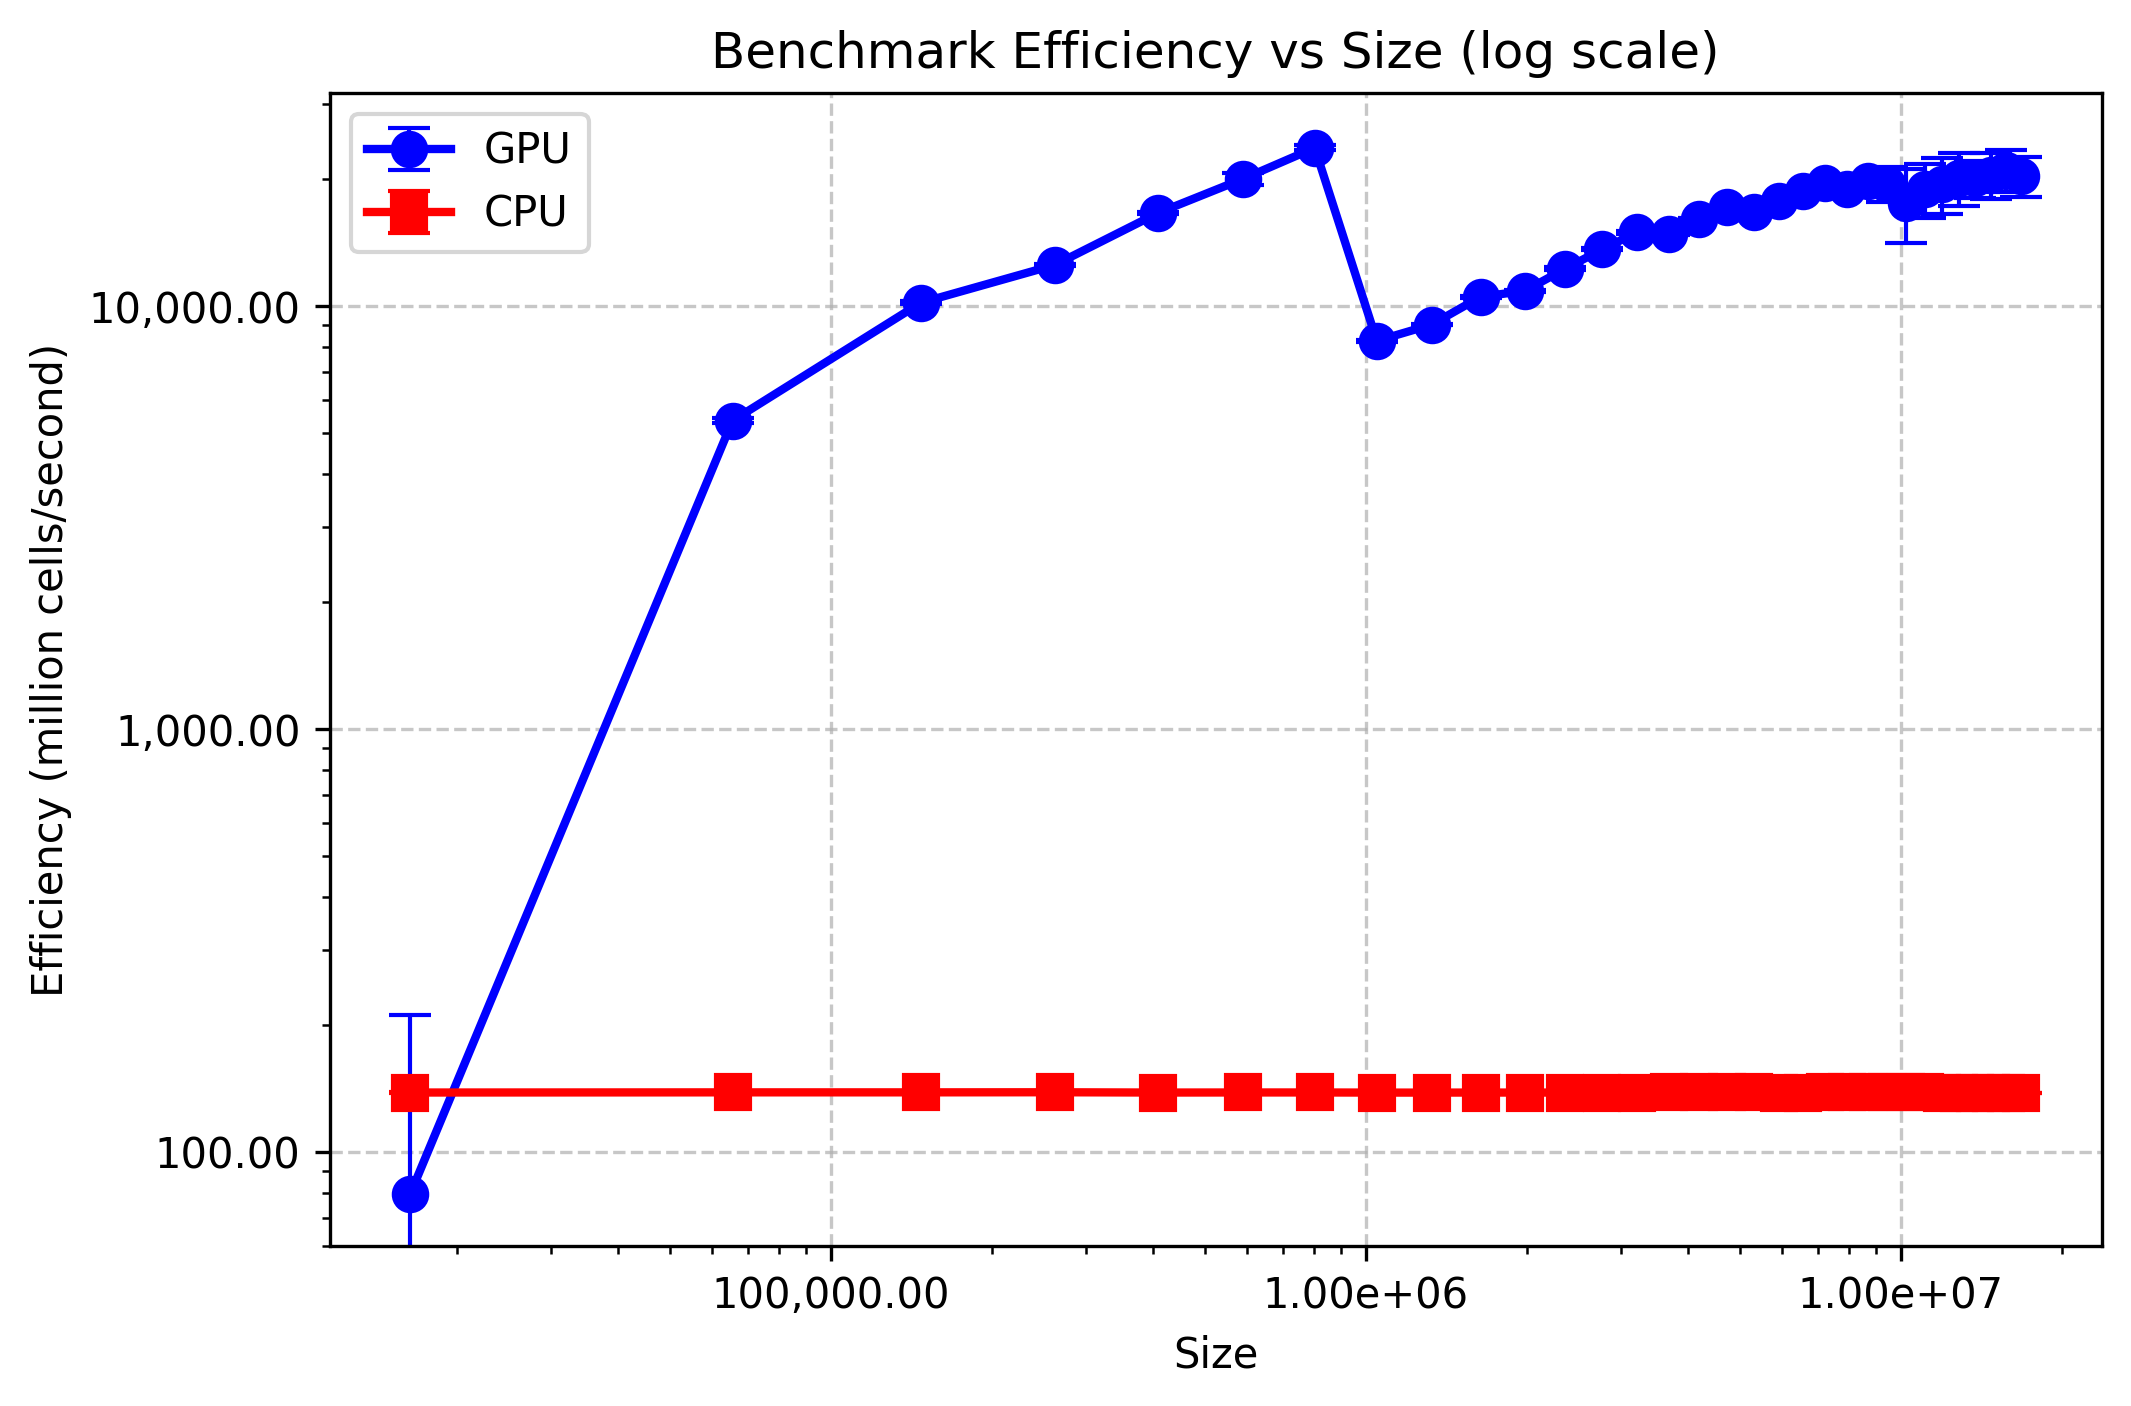 Benchmark Efficiency vs Size (log scale)
GPU
CPU
Efficiency (million cells/second)
10,000.00
1,000.00
100.00
100,000.00
1.00e+06
1.00e+07
Size